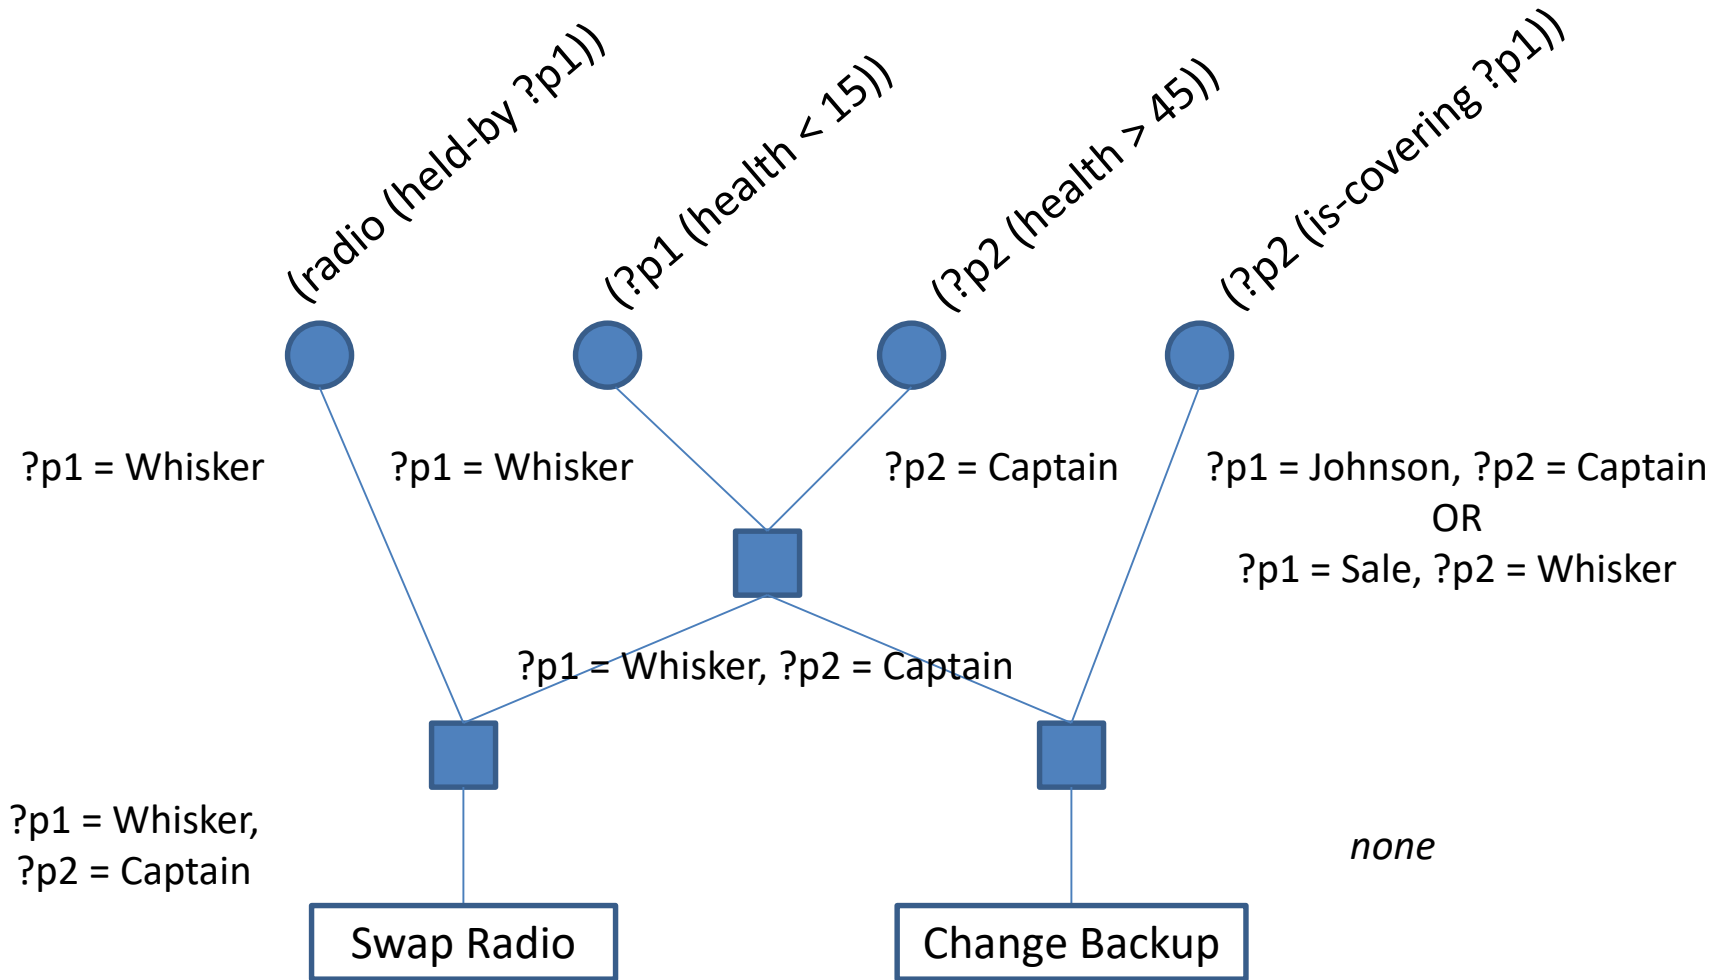 (radio (held-by ?p1))
(?p1 (health < 15))
(?p2 (health > 45))
(?p2 (is-covering ?p1))
?p1 = Whisker
?p1 = Whisker
?p2 = Captain
?p1 = Johnson, ?p2 = Captain
OR
?p1 = Sale, ?p2 = Whisker
?p1 = Whisker, ?p2 = Captain
?p1 = Whisker,
?p2 = Captain
none
Swap Radio
Change Backup